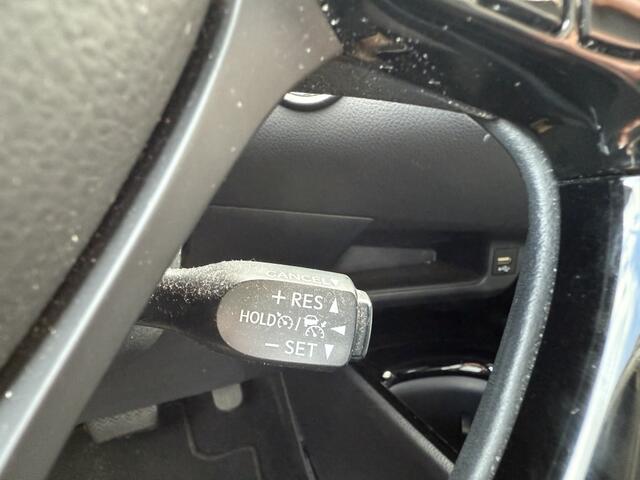 CANCEL
+ RES ▲
HOLD / ◀
− SET ▼